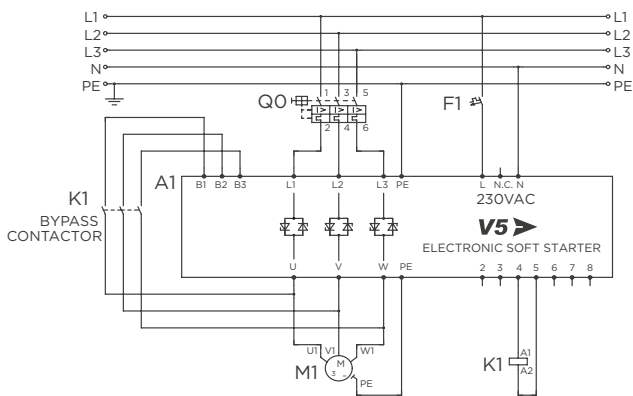 L1 L1
L2 L2
L3 L3
N N
PE PE
1 3 5
Q0 F1
I> I> I>
2 4 6
A1 B1 B2 B3 L1 L2 L3 PE L N.C. N
230VAC
K1
BYPASS
CONTACTOR
V5
ELECTRONIC SOFT STARTER
U V W PE 2 3 4 5 6 7 8
U1 V1 W1
M1 M
3 ~
PE
K1 A1
A2